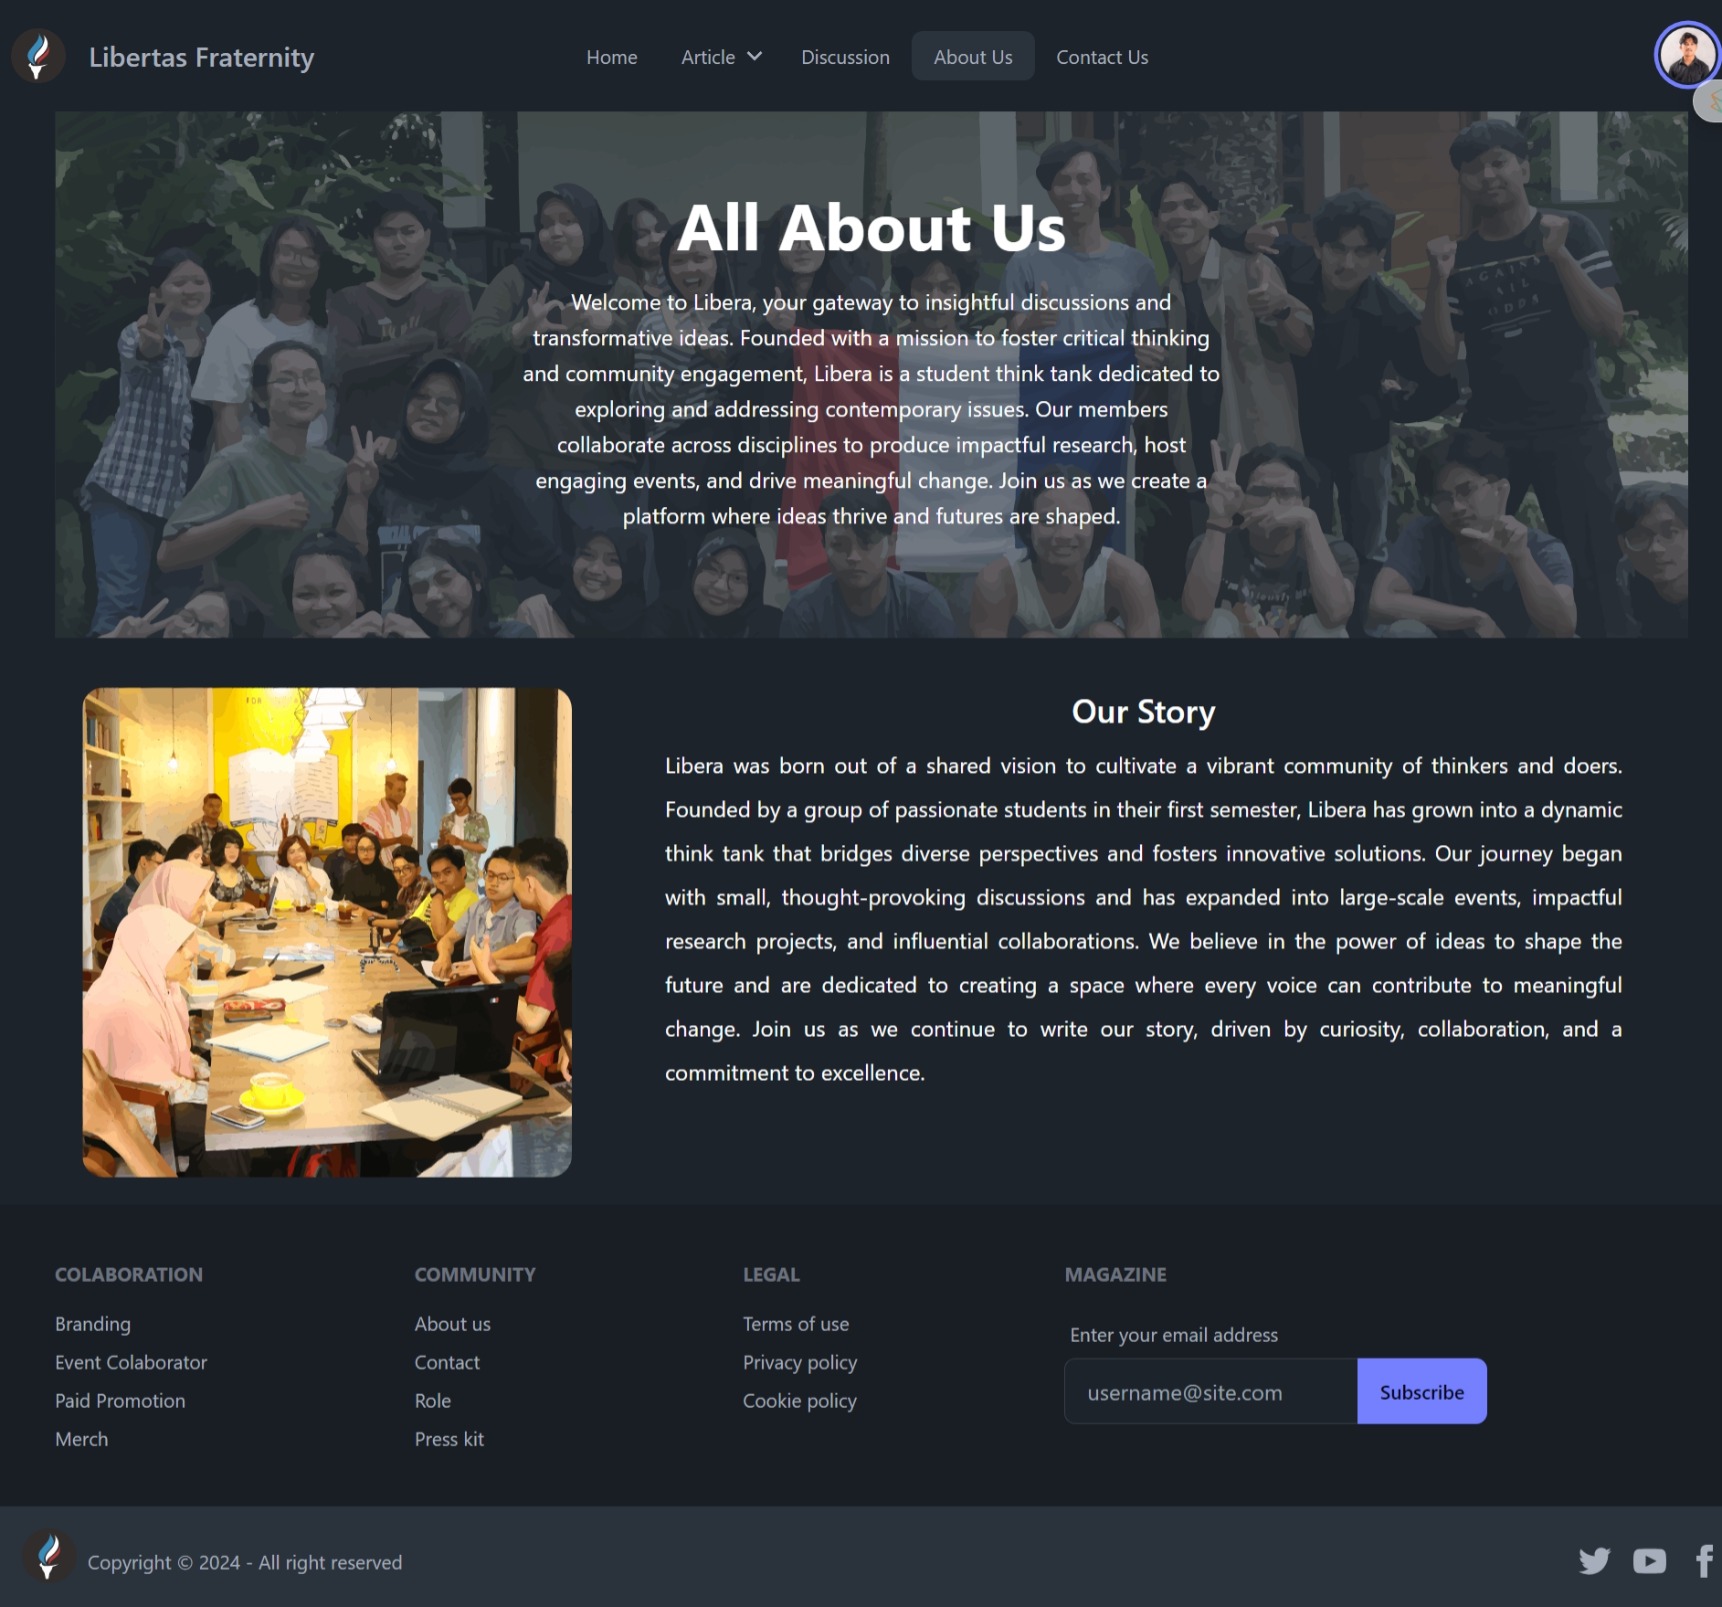 Libertas Fraternity
Home
Article
Discussion
About Us
Contact Us
All About Us
Welcome to Libera, your gateway to insightful discussions and
transformative ideas. Founded with a mission to foster critical thinking
and community engagement, Libera is a student think tank dedicated to
exploring and addressing contemporary issues. Our members
collaborate across disciplines to produce impactful research, host
engaging events, and drive meaningful change. Join us as we create a
platform where ideas thrive and futures are shaped.
AGAINS
ALL
ODDS
FOR
Our Story
Libera was born out of a shared vision to cultivate a vibrant community of thinkers and doers.
Founded by a group of passionate students in their first semester, Libera has grown into a dynamic
think tank that bridges diverse perspectives and fosters innovative solutions. Our journey began
with small, thought-provoking discussions and has expanded into large-scale events, impactful
research projects, and influential collaborations. We believe in the power of ideas to shape the
future and are dedicated to creating a space where every voice can contribute to meaningful
change. Join us as we continue to write our story, driven by curiosity, collaboration, and a
commitment to excellence.
COLABORATION
Branding
Event Colaborator
Paid Promotion
Merch
COMMUNITY
About us
Contact
Role
Press kit
LEGAL
Terms of use
Privacy policy
Cookie policy
MAGAZINE
Enter your email address
username@site.com
Subscribe
Copyright © 2024 - All right reserved